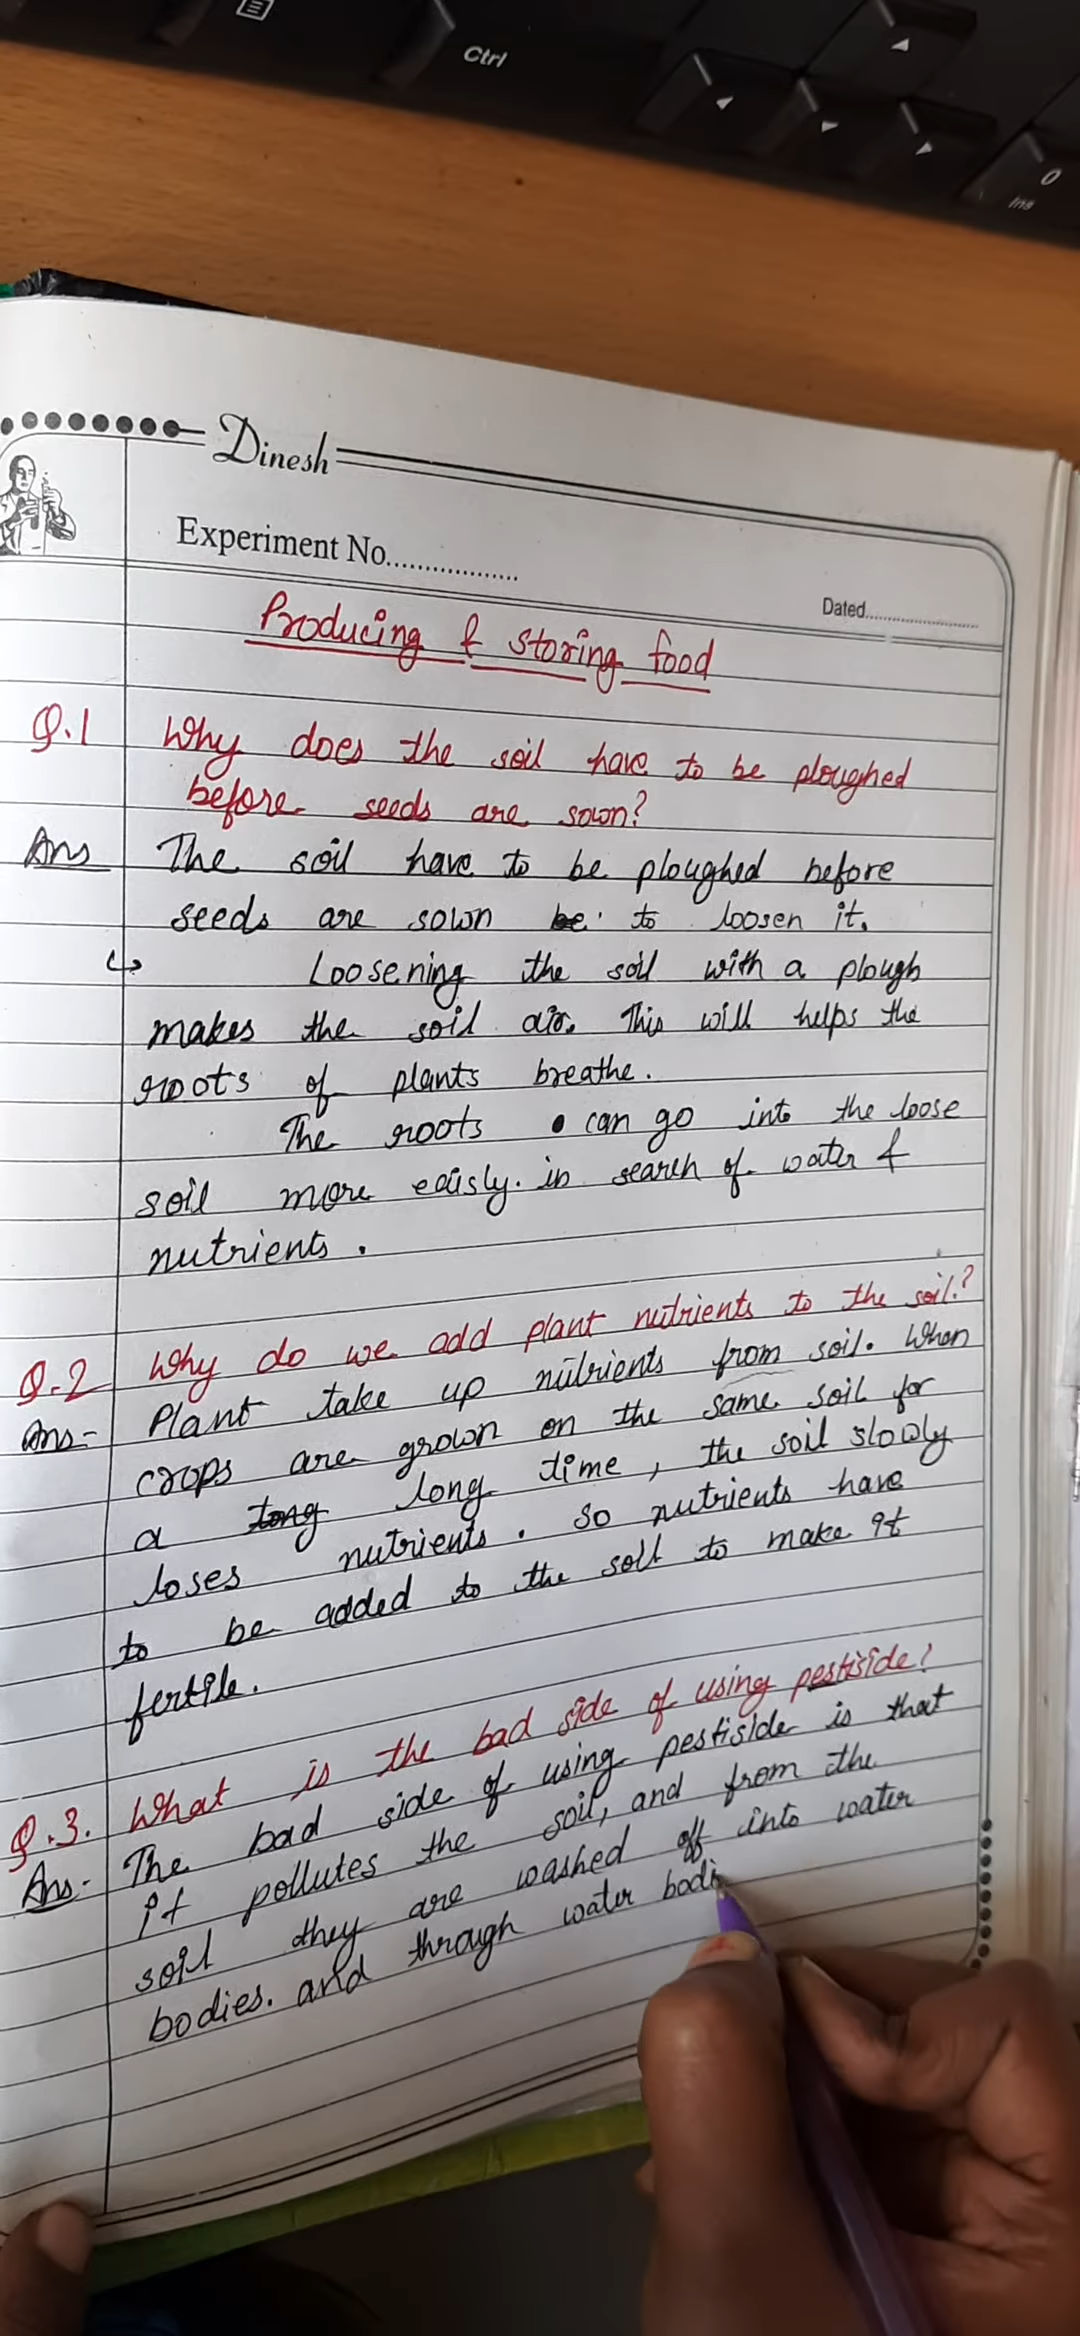 Ctrl
0
Ins
Dinesh
Experiment No..................
Dated............................
Producing & storing food
Q.1 Why does the soil have to be ploughed
before seeds are sown?
Ans The soil have to be ploughed before
seeds are sown be to loosen it.
↳ Loosening the soil with a plough
makes the soil air. This will helps the
roots of plants breathe.
The roots can go into the loose
soil more eaisly. in search of water &
nutrients.
Q.2 Why do we add plant nutrients to the soil?
Ans- Plant take up nutrients from soil. When
crops are grown on the same soil for
a tong long time, the soil slowly
loses nutrients. So nutrients have
to be added to the soil to make it
fertile.
Q.3. What is the bad side of using pestiside?
Ans- The bad side of using pestiside is that
it pollutes the soil, and from the
soil they are washed off into water
bodies. and through water bodi